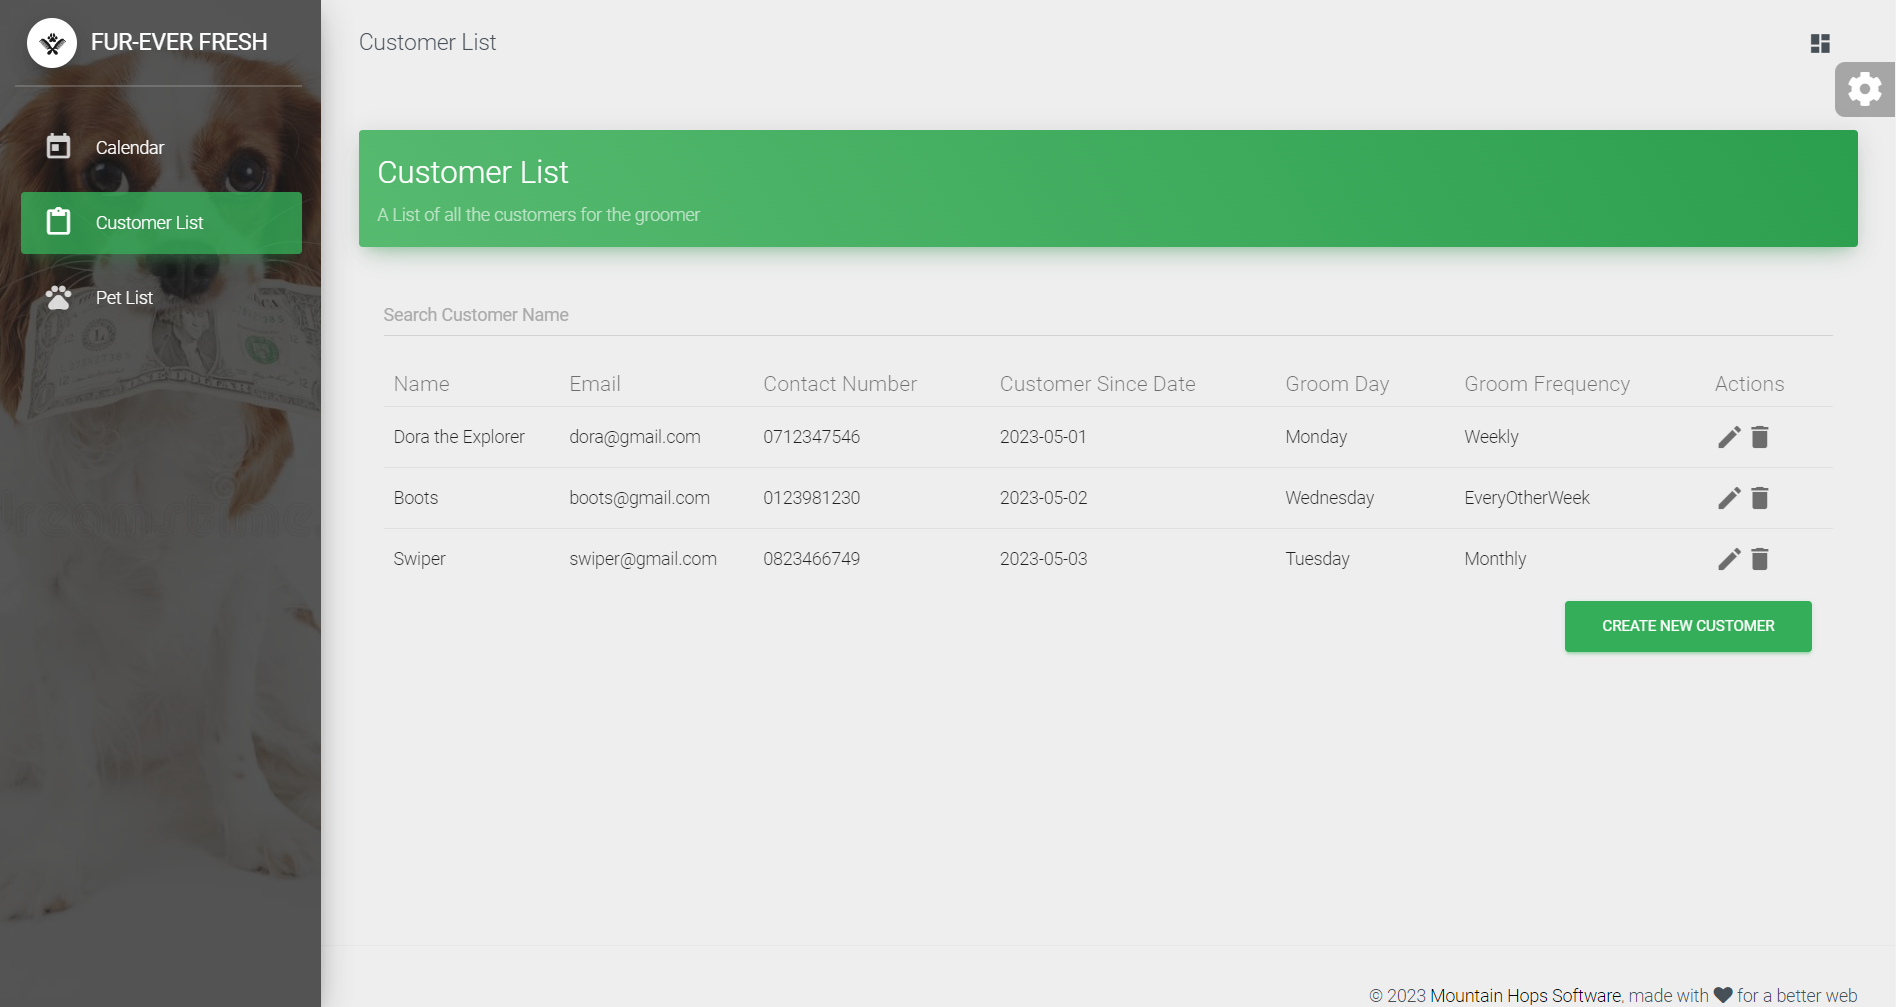 FUR-EVER FRESH
Calendar
Customer List
Pet List
Customer List
Customer List
A List of all the customers for the groomer
Search Customer Name
Name Email Contact Number Customer Since Date Groom Day Groom Frequency Actions
Dora the Explorer dora@gmail.com 0712347546 2023-05-01 Monday Weekly
Boots boots@gmail.com 0123981230 2023-05-02 Wednesday EveryOtherWeek
Swiper swiper@gmail.com 0823466749 2023-05-03 Tuesday Monthly
CREATE NEW CUSTOMER
© 2023 Mountain Hops Software, made with for a better web